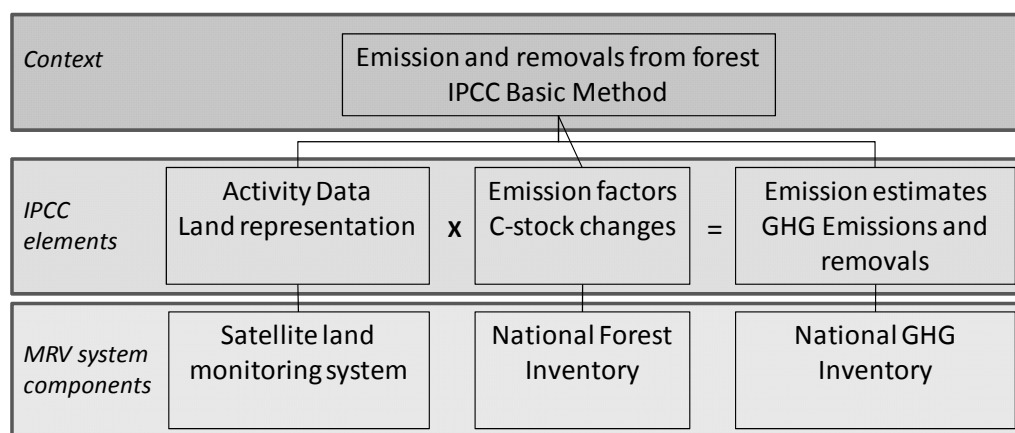 Context
Emission and removals from forest
IPCC Basic Method
IPCC
elements
Activity Data
Land representation
x
Emission factors
C-stock changes
=
Emission estimates
GHG Emissions and
removals
MRV system
components
Satellite land
monitoring system
National Forest
Inventory
National GHG
Inventory